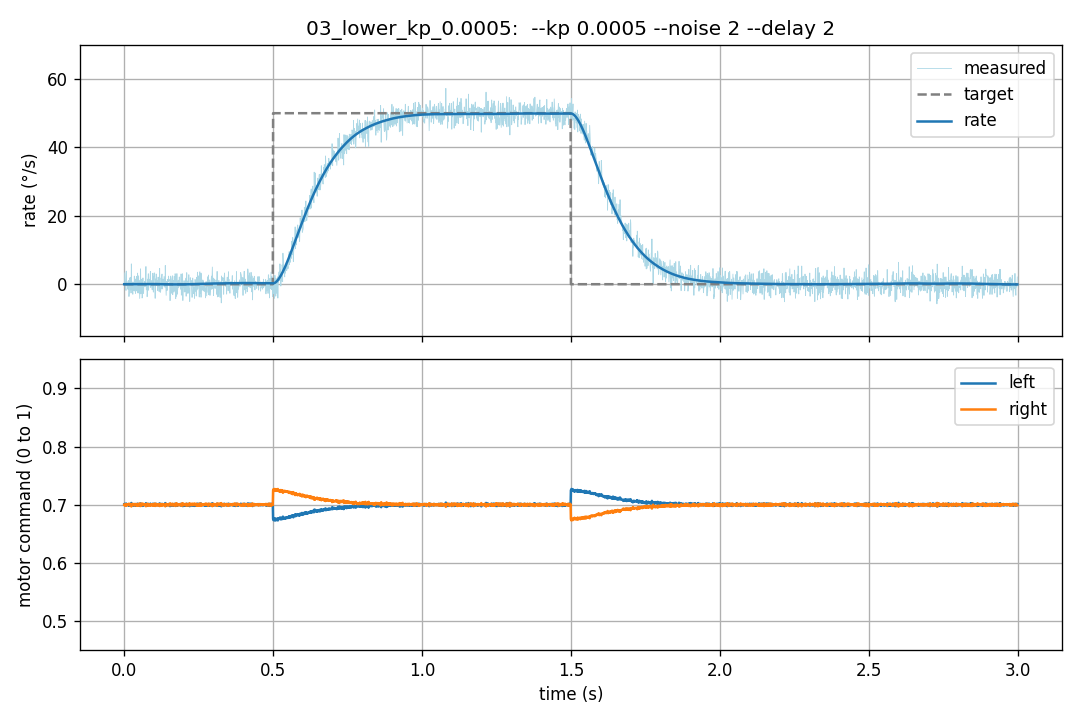 03_lower_kp_0.0005:  --kp 0.0005 --noise 2 --delay 2
measured
target
rate
rate (°/s)
60
40
20
0
left
right
motor command (0 to 1)
0.9
0.8
0.7
0.6
0.5
0.0 0.5 1.0 1.5 2.0 2.5 3.0
time (s)